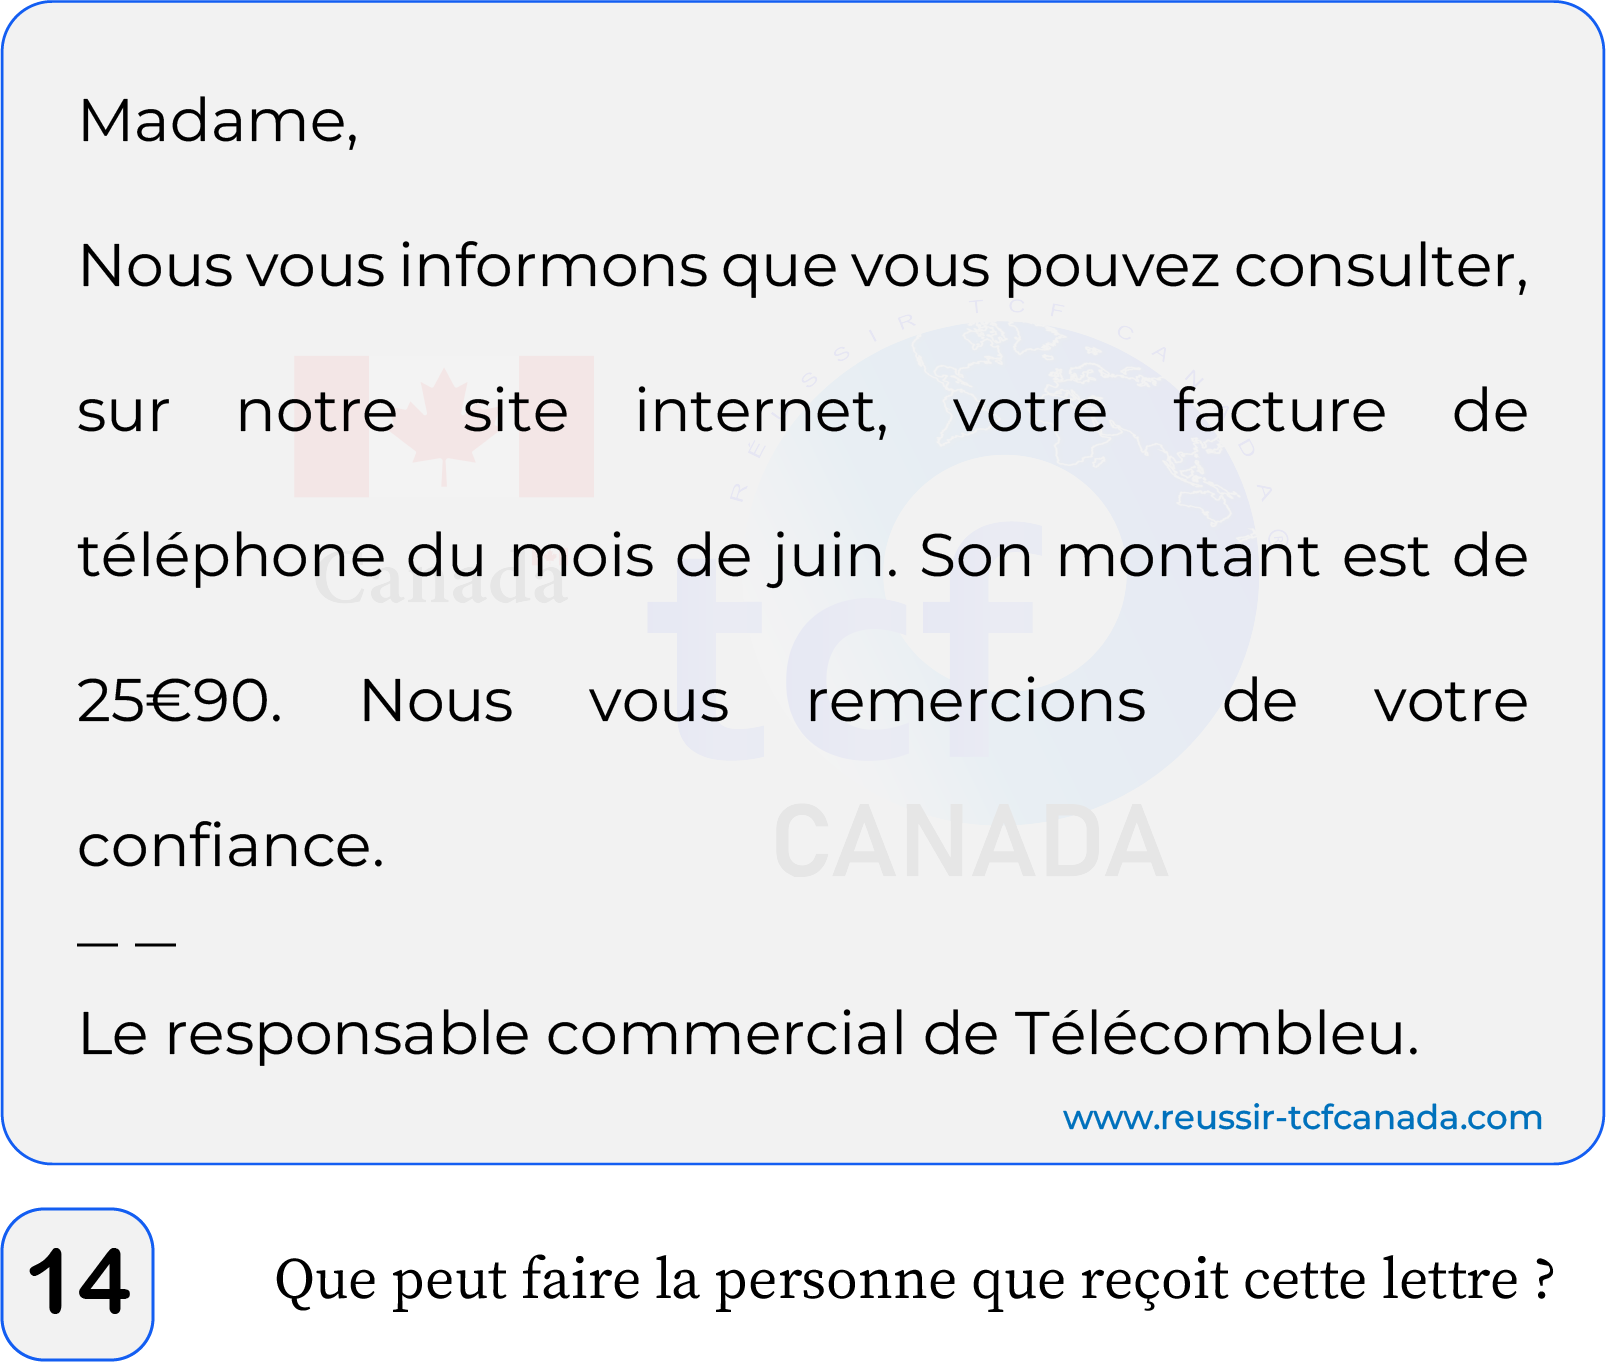 Madame,
Nous vous informons que vous pouvez consulter,
sur notre site internet, votre facture de
téléphone du mois de juin. Son montant est de
25€90. Nous vous remercions de votre
confiance.
— —
Le responsable commercial de Télécombleu.
www.reussir-tcfcanada.com
14 Que peut faire la personne que reçoit cette lettre ?
RÉUSSIR TCF CANADA
Canada
tcf
CANADA